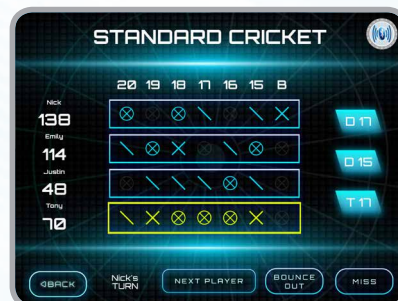 STANDARD CRICKET
20 19 18 17 16 15 B
Nick
138
Emily
114
Justin
48
Tony
70
D 17
D 15
T 17
◁BACK
Nick's
TURN
NEXT PLAYER
BOUNCE
OUT
MISS